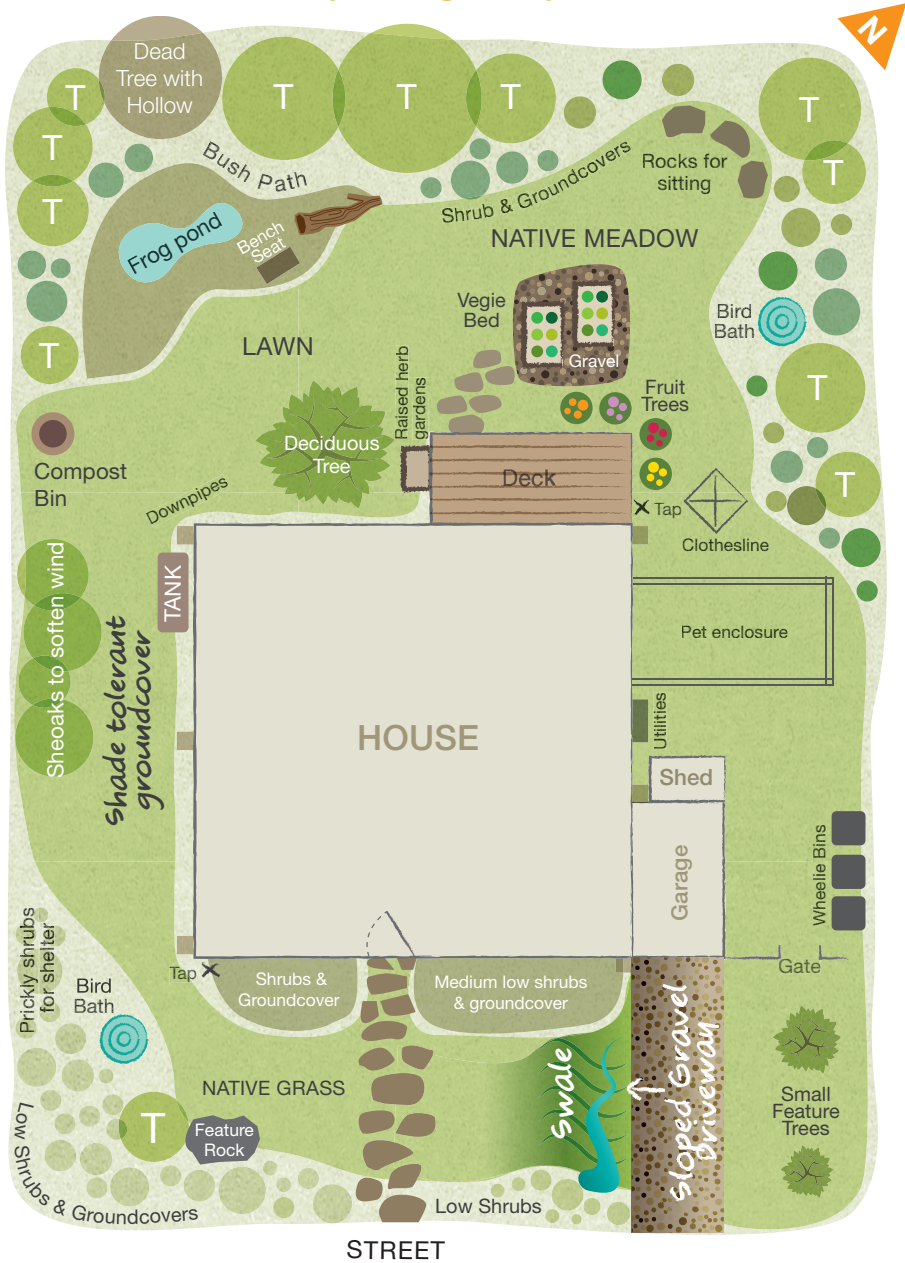 N
Dead
Tree with
Hollow
T
T
T
T
T
T
T
T
T
Bush Path
Rocks for
sitting
Shrub & Groundcovers
Frog pond
Bench
Seat
NATIVE MEADOW
Vegie
Bed
Gravel
Bird
Bath
LAWN
T
T
Raised herb
gardens
Fruit
Trees
Deciduous
Tree
Compost
Bin
Deck
T
Downpipes
Tap
Clothesline
Sheoaks to soften wind
TANK
Shade tolerant
groundcover
Pet enclosure
HOUSE
Utilities
Shed
Garage
Wheelie Bins
Gate
Prickly shrubs
for shelter
Tap
Bird
Bath
Shrubs &
Groundcover
Medium low shrubs
& groundcover
Swale
Sloped Gravel
Driveway
NATIVE GRASS
T
Feature
Rock
Small
Feature
Trees
Low Shrubs & Groundcovers
Low Shrubs
STREET